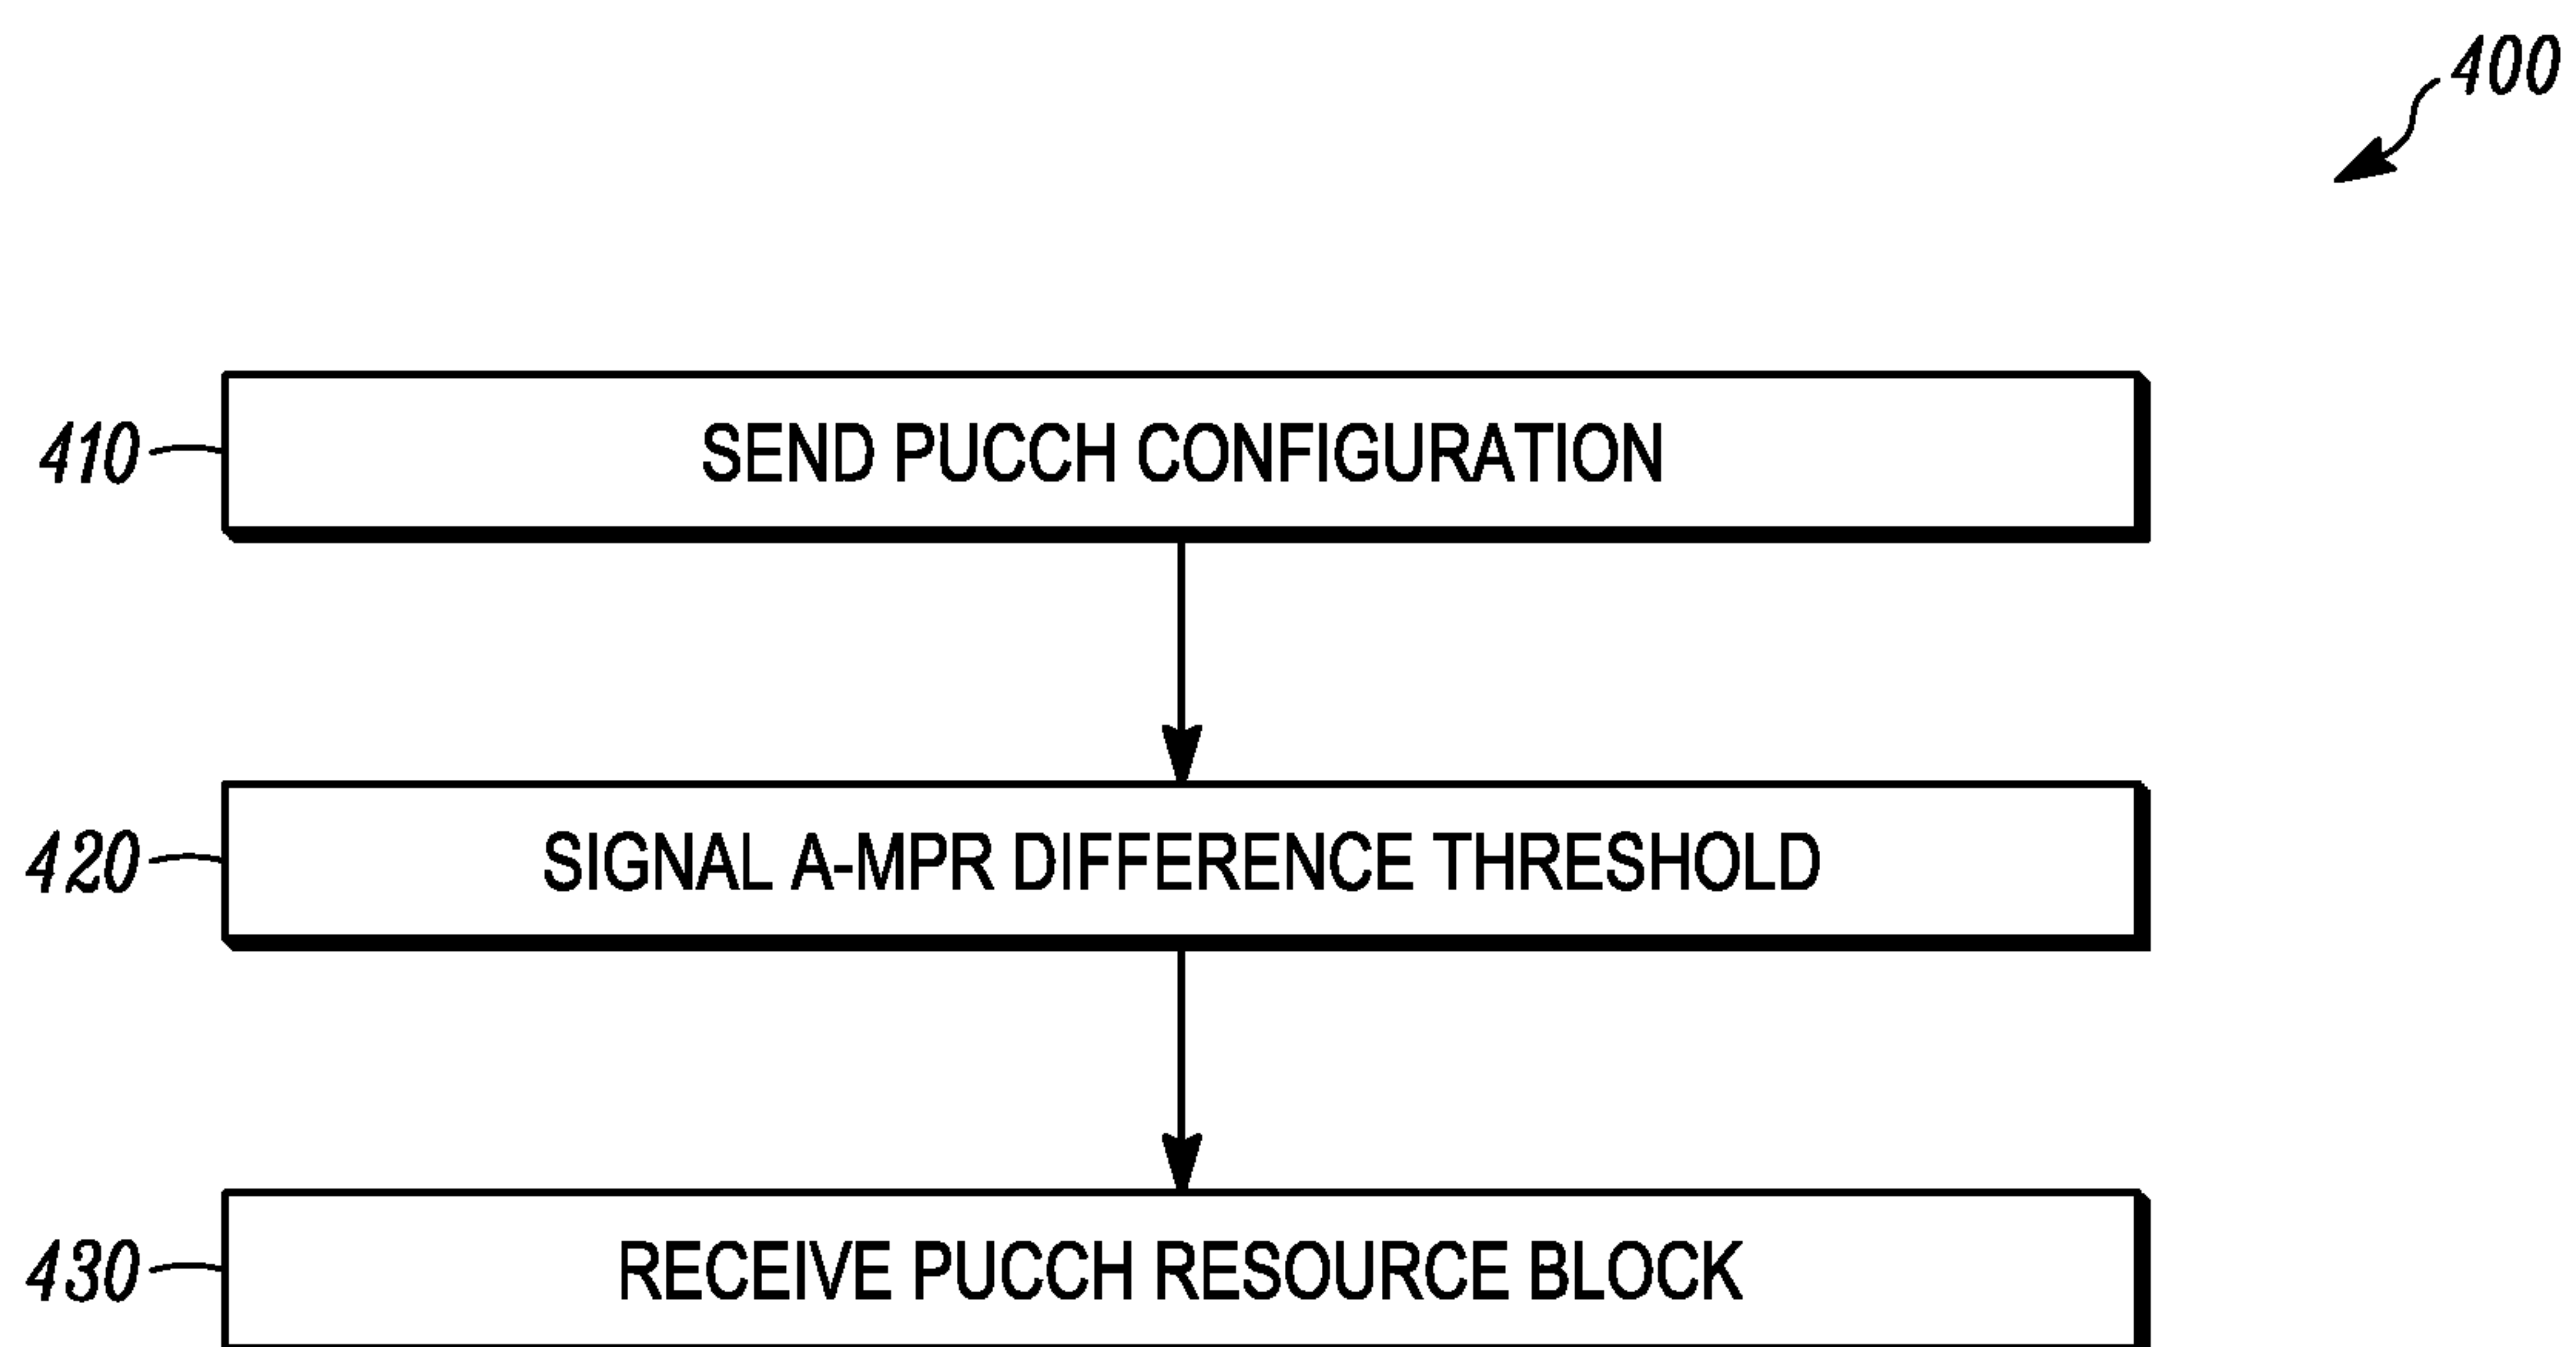 400
410 SEND PUCCH CONFIGURATION
420 SIGNAL A-MPR DIFFERENCE THRESHOLD
430 RECEIVE PUCCH RESOURCE BLOCK